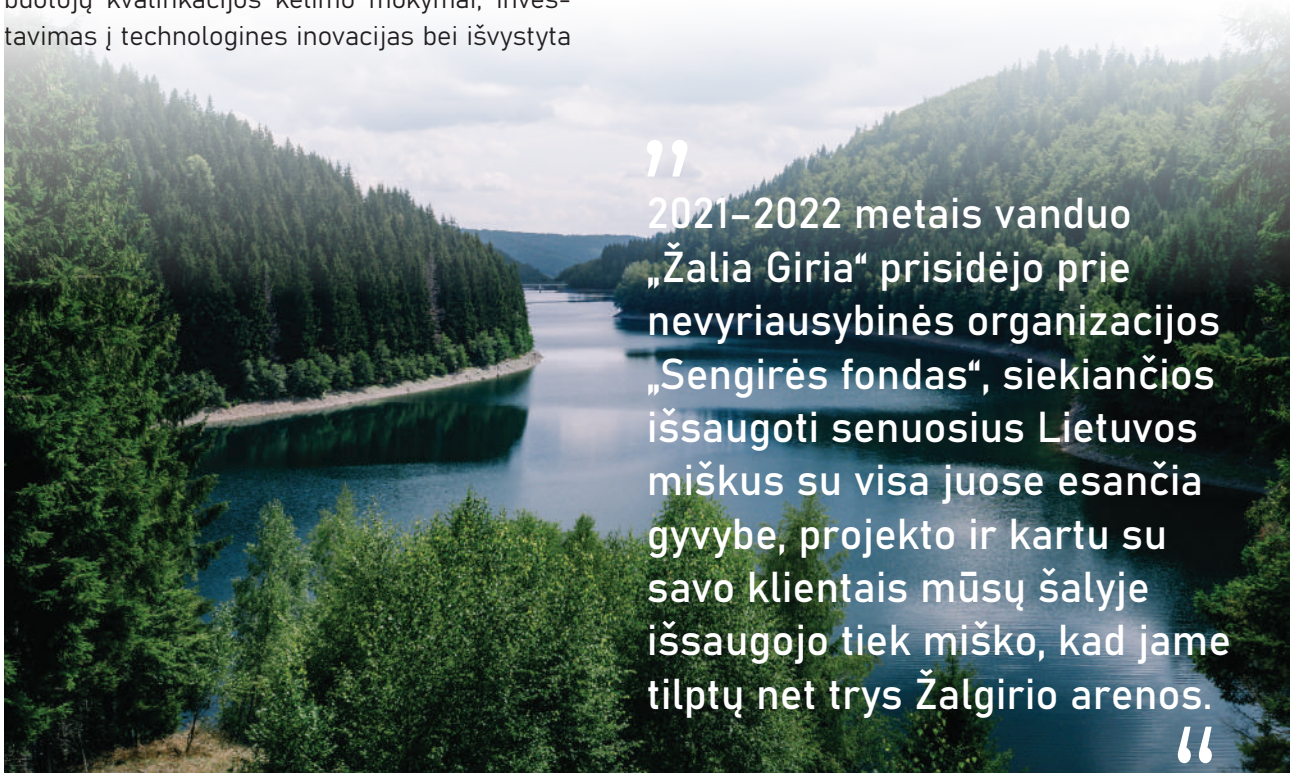 tavimas į technologines inovacijas bei išvystyta
”
2021–2022 metais vanduo
„Žalia Giria“ prisidėjo prie
nevyriausybinės organizacijos
„Sengirės fondas“, siekiančios
išsaugoti senuosius Lietuvos
miškus su visa juose esančia
gyvybe, projekto ir kartu su
savo klientais mūsų šalyje
išsaugojo tiek miško, kad jame
tilptų net trys Žalgirio arenos.
“